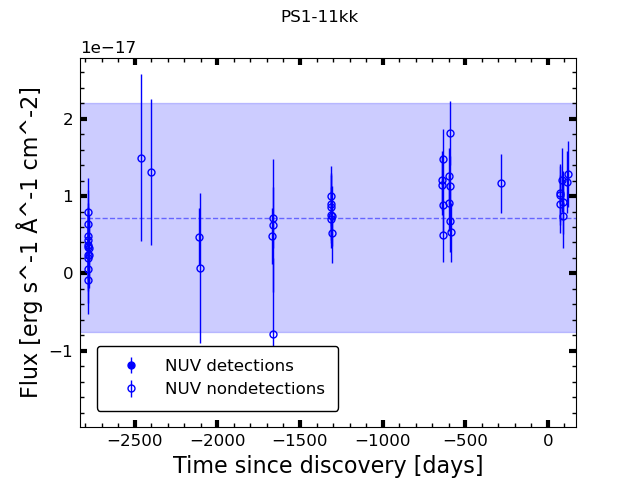 PS1-11kk
1e−17
Flux [erg s^-1 Å^-1 cm^-2]
2
1
0
−1
NUV detections
NUV nondetections
−2500 −2000 −1500 −1000 −500 0
Time since discovery [days]